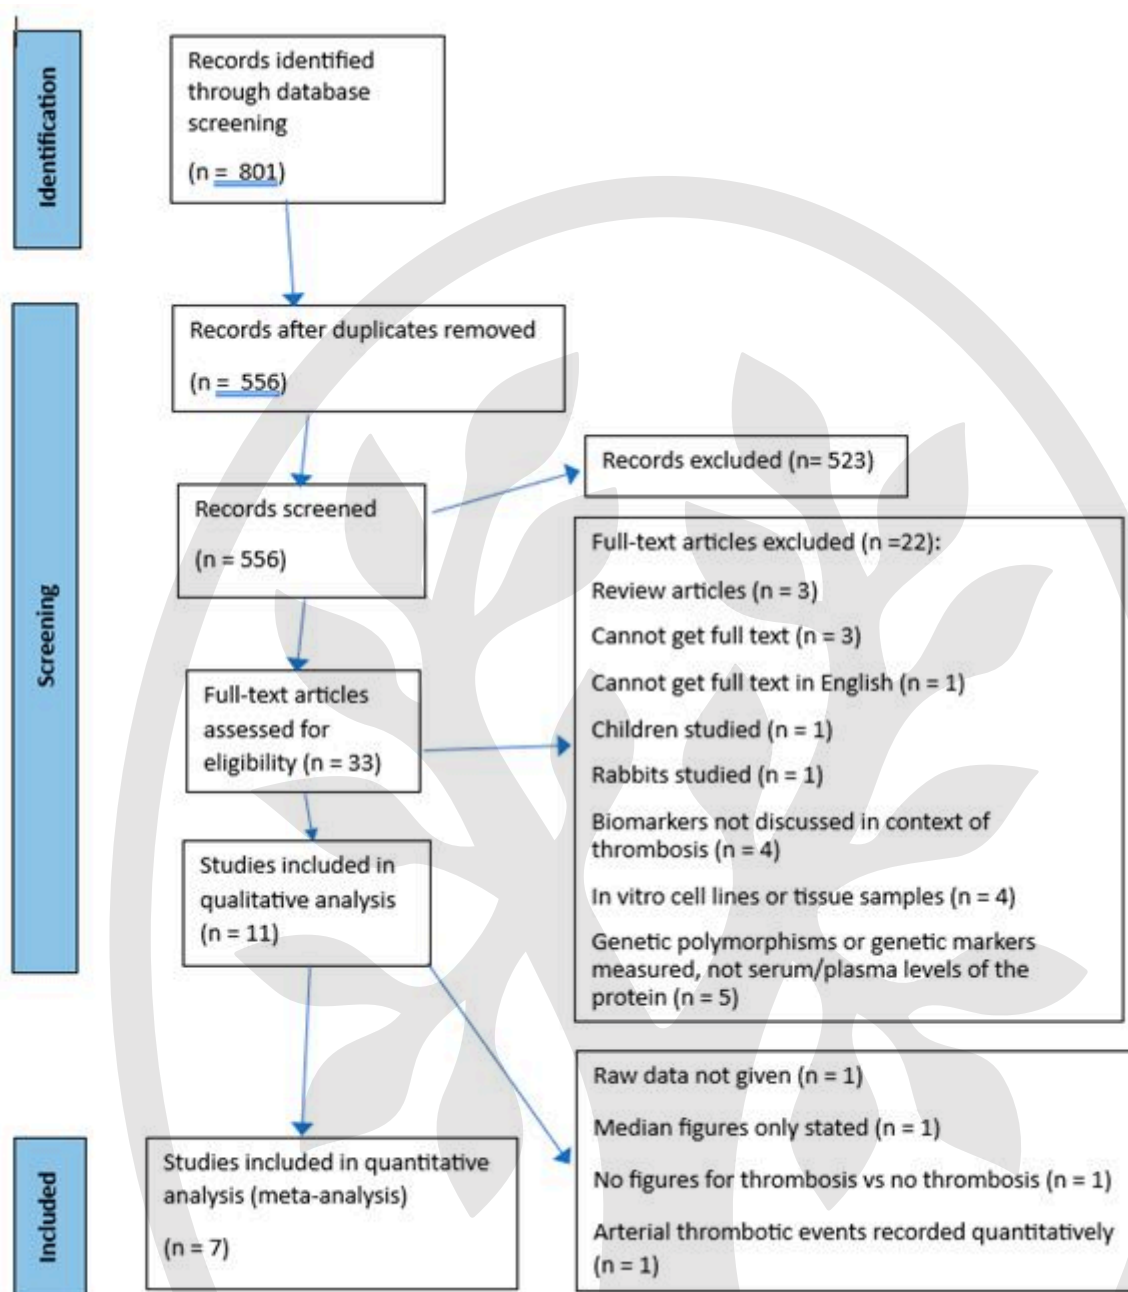 Identification
Records identified
through database
screening
(n = 801)
Records after duplicates removed
(n = 556)
Records excluded (n= 523)
Records screened
(n = 556)
Screening
Full-text articles
assessed for
eligibility (n = 33)
Full-text articles excluded (n =22):
Review articles (n = 3)
Cannot get full text (n = 3)
Cannot get full text in English (n = 1)
Children studied (n = 1)
Rabbits studied (n = 1)
Biomarkers not discussed in context of
thrombosis (n = 4)
In vitro cell lines or tissue samples (n = 4)
Genetic polymorphisms or genetic markers
measured, not serum/plasma levels of the
protein (n = 5)
Studies included in
qualitative analysis
(n = 11)
Raw data not given (n = 1)
Median figures only stated (n = 1)
No figures for thrombosis vs no thrombosis (n = 1)
Arterial thrombotic events recorded quantitatively
(n = 1)
Included
Studies included in quantitative
analysis (meta-analysis)
(n = 7)